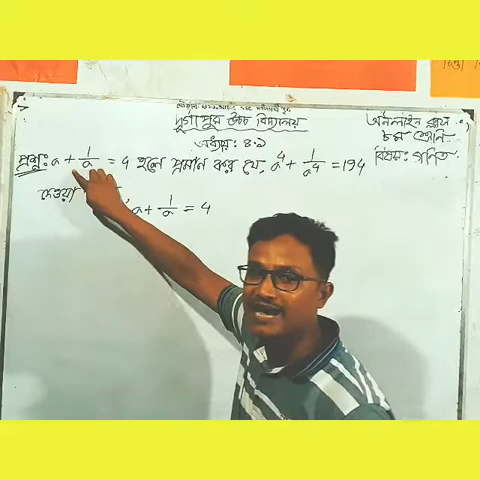 দুর্গাপুর উচ্চ বিদ্যালয়
অনলাইন ক্লাস
অধ্যায়: ৪.১
৮ম শ্রেণি
বিষয়: গণিত
প্রশ্ন: a + 1/a = 4 হলে প্রমাণ কর যে, a⁴ + 1/a⁴ = 194
দেওয়া
a + 1/a = 4